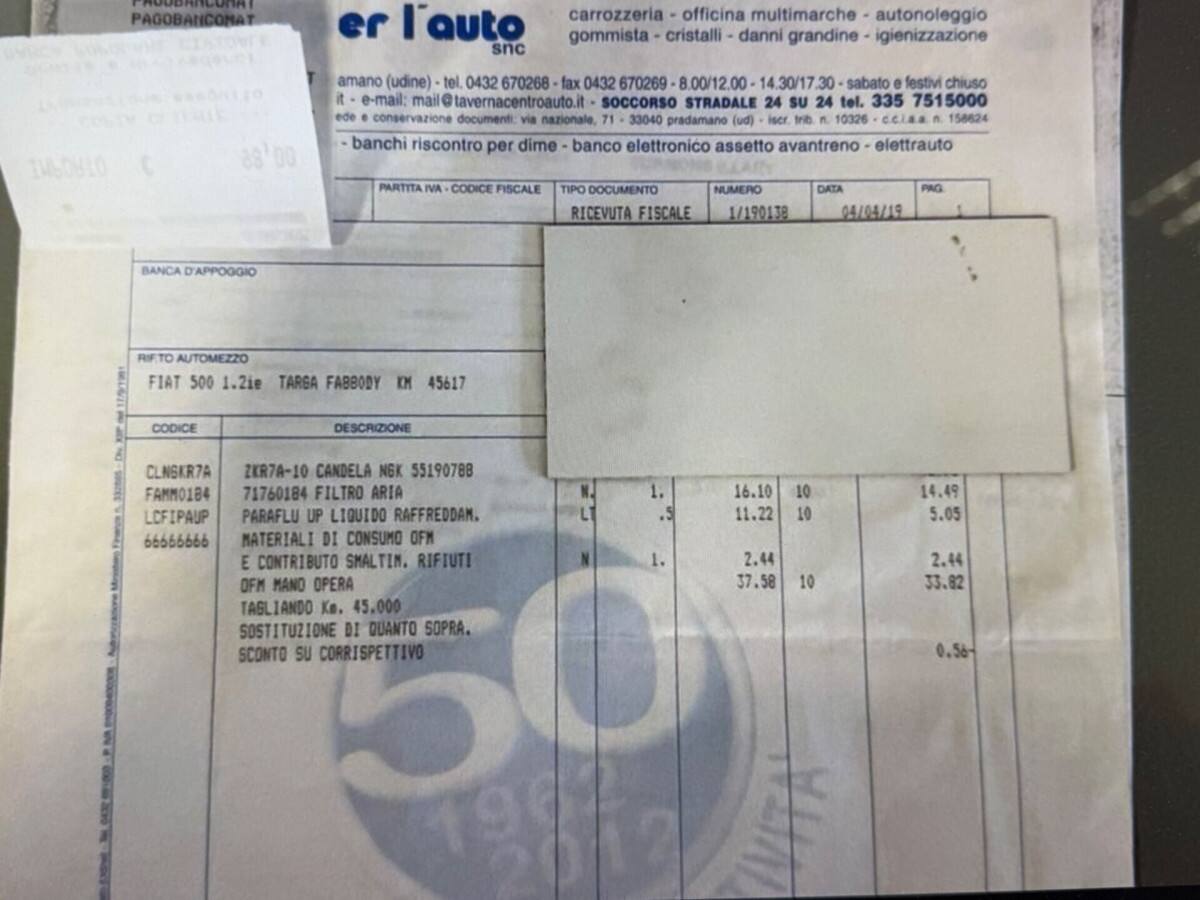 PAGOBANCOMAT
PAGOBANCOMAT
er l'auto
snc
carrozzeria - officina multimarche - autonoleggio
gommista - cristalli - danni grandine - igienizzazione
amano (udine) - tel. 0432 670268 - fax 0432 670269 - 8.00/12.00 - 14.30/17.30 - sabato e festivi chiuso
it - e-mail: mail@tavernacentroauto.it - SOCCORSO STRADALE 24 SU 24 tel. 335 7515000
ede e conservazione documenti: via nazionale, 71 - 33040 pradamano (ud) - iscr. trib. n. 10326 - c.c.i.a.a. n. 158624
- banchi riscontro per dime - banco elettronico assetto avantreno - elettrauto
PARTITA IVA - CODICE FISCALE TIPO DOCUMENTO NUMERO DATA PAG.
RICEVUTA FISCALE 1/190138 04/04/19 1
BANCA D'APPOGGIO
RIF.TO AUTOMEZZO
FIAT 500 1.2ie TARGA FABBODY KM 45617
CODICE DESCRIZIONE
CLNGKR7A ZKR7A-10 CANDELA NGK 55190788
FAMM0184 71760184 FILTRO ARIA N. 1. 16.10 10 14.49
LCFIPAUP PARAFLU UP LIQUIDO RAFFREDDAM. LT .5 11.22 10 5.05
66666666 MATERIALI DI CONSUMO OFM
E CONTRIBUTO SMALTIM. RIFIUTI N 1. 2.44 2.44
OFM MANO OPERA 37.58 10 33.82
TAGLIANDO Km. 45.000
SOSTITUZIONE DI QUANTO SOPRA.
SCONTO SU CORRISPETTIVO 0.56-
50
1962
2012
TIVITA'